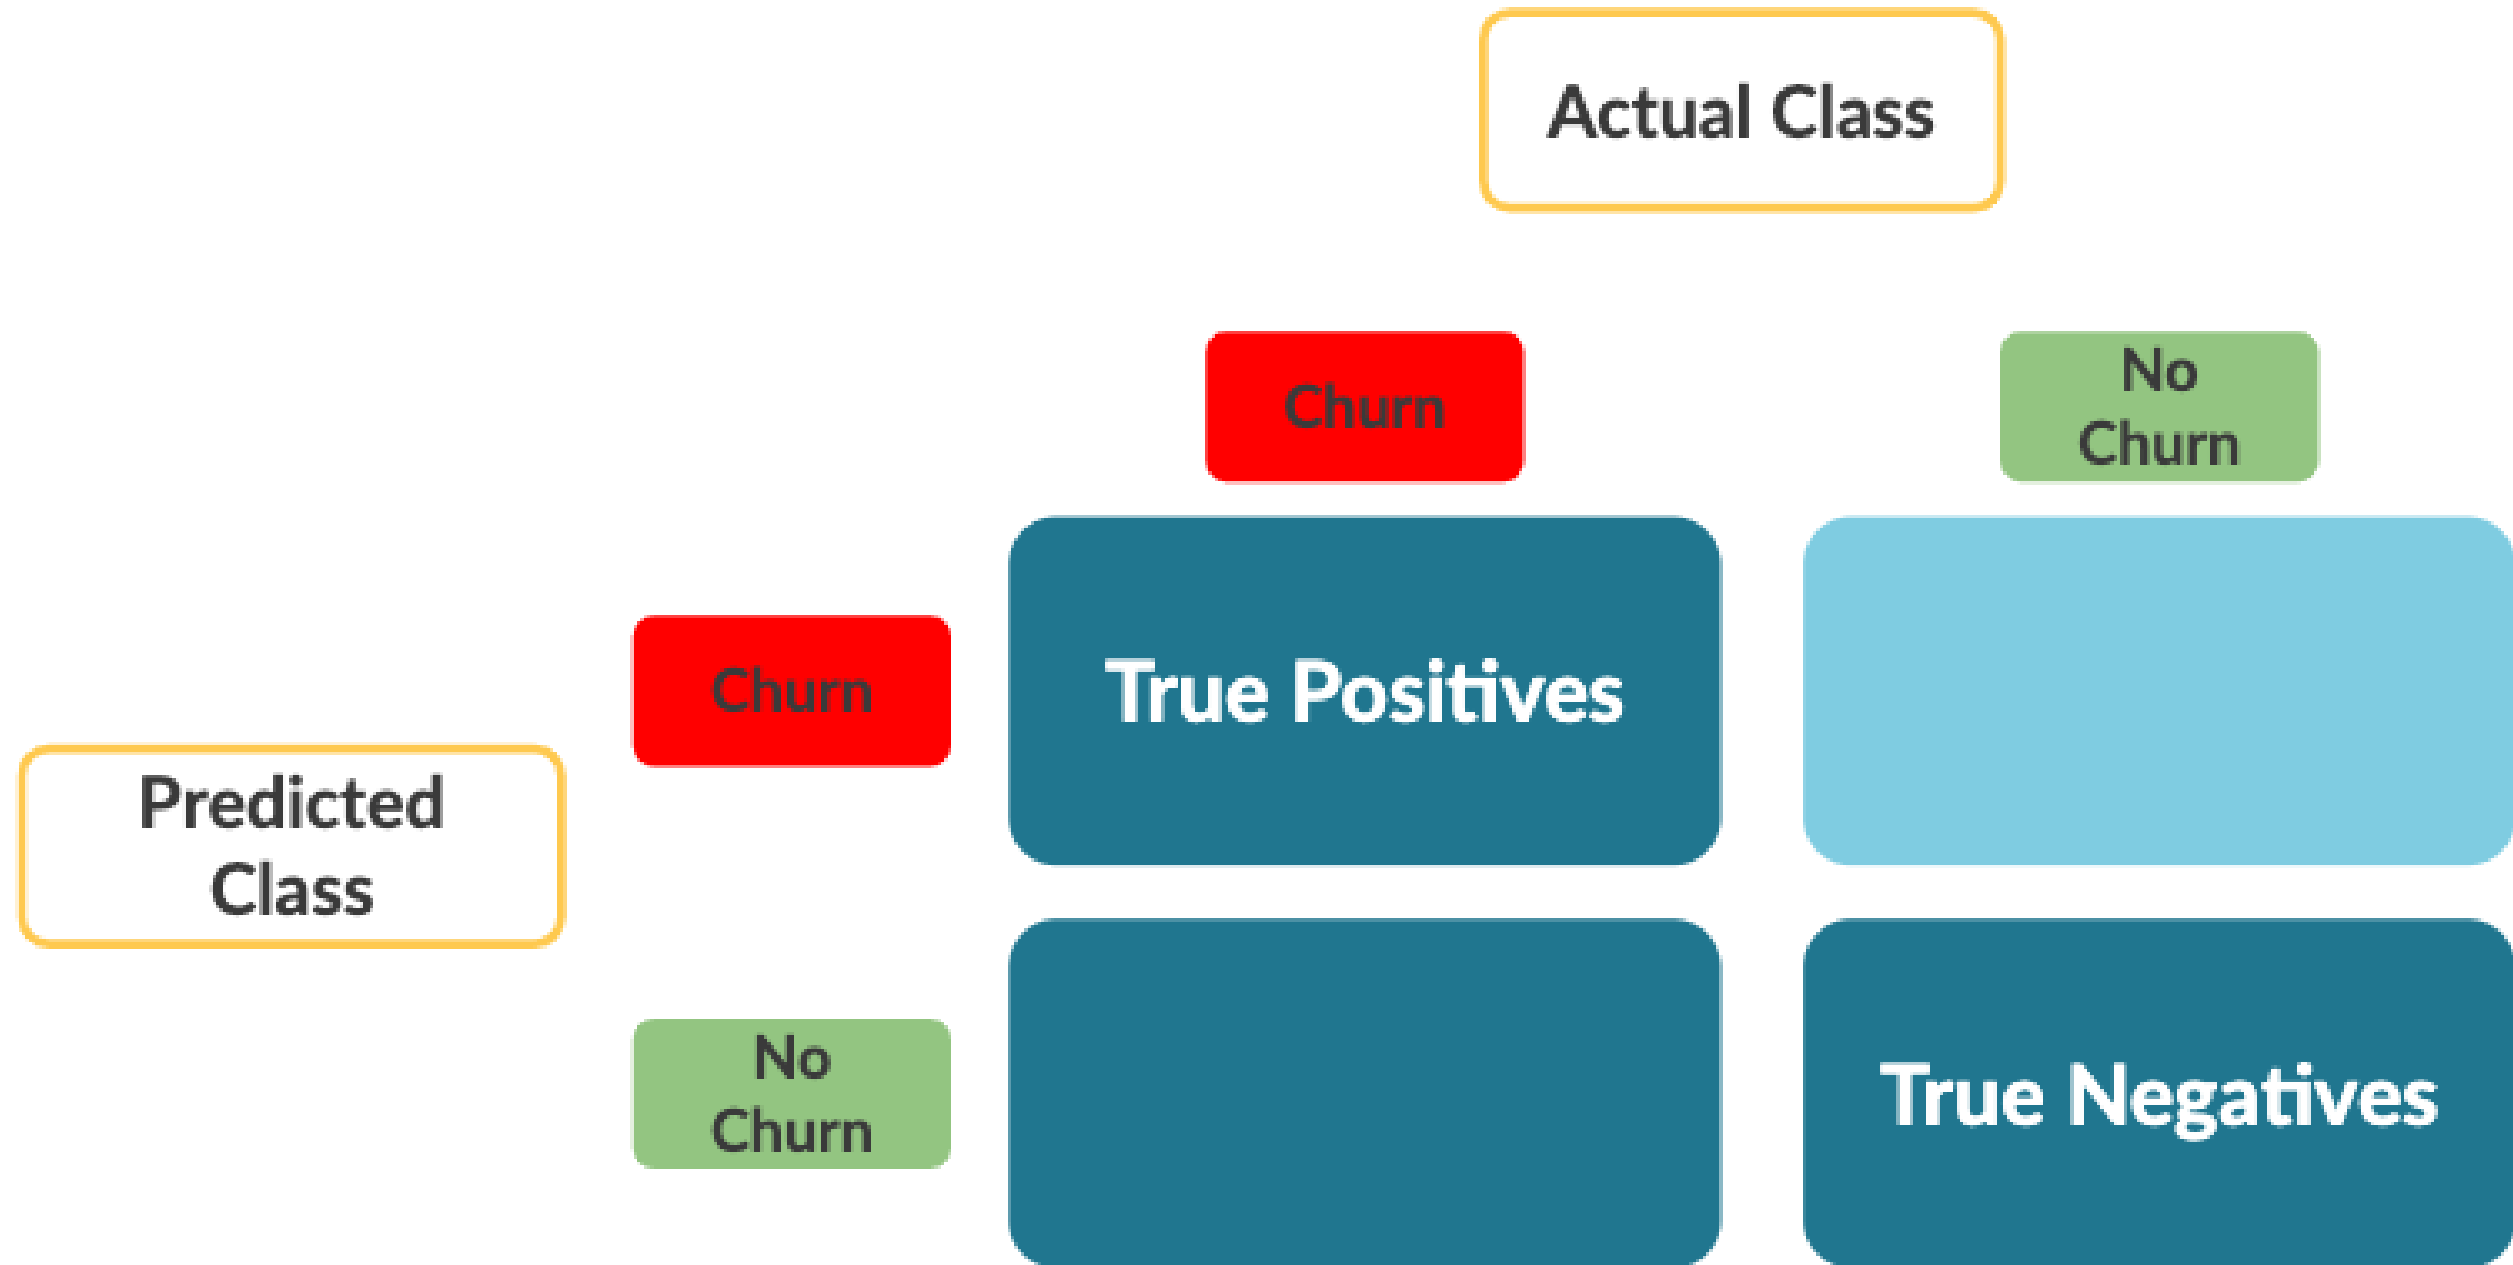 Actual Class
Churn
No
Churn
Churn
True Positives
Predicted
Class
No
Churn
True Negatives